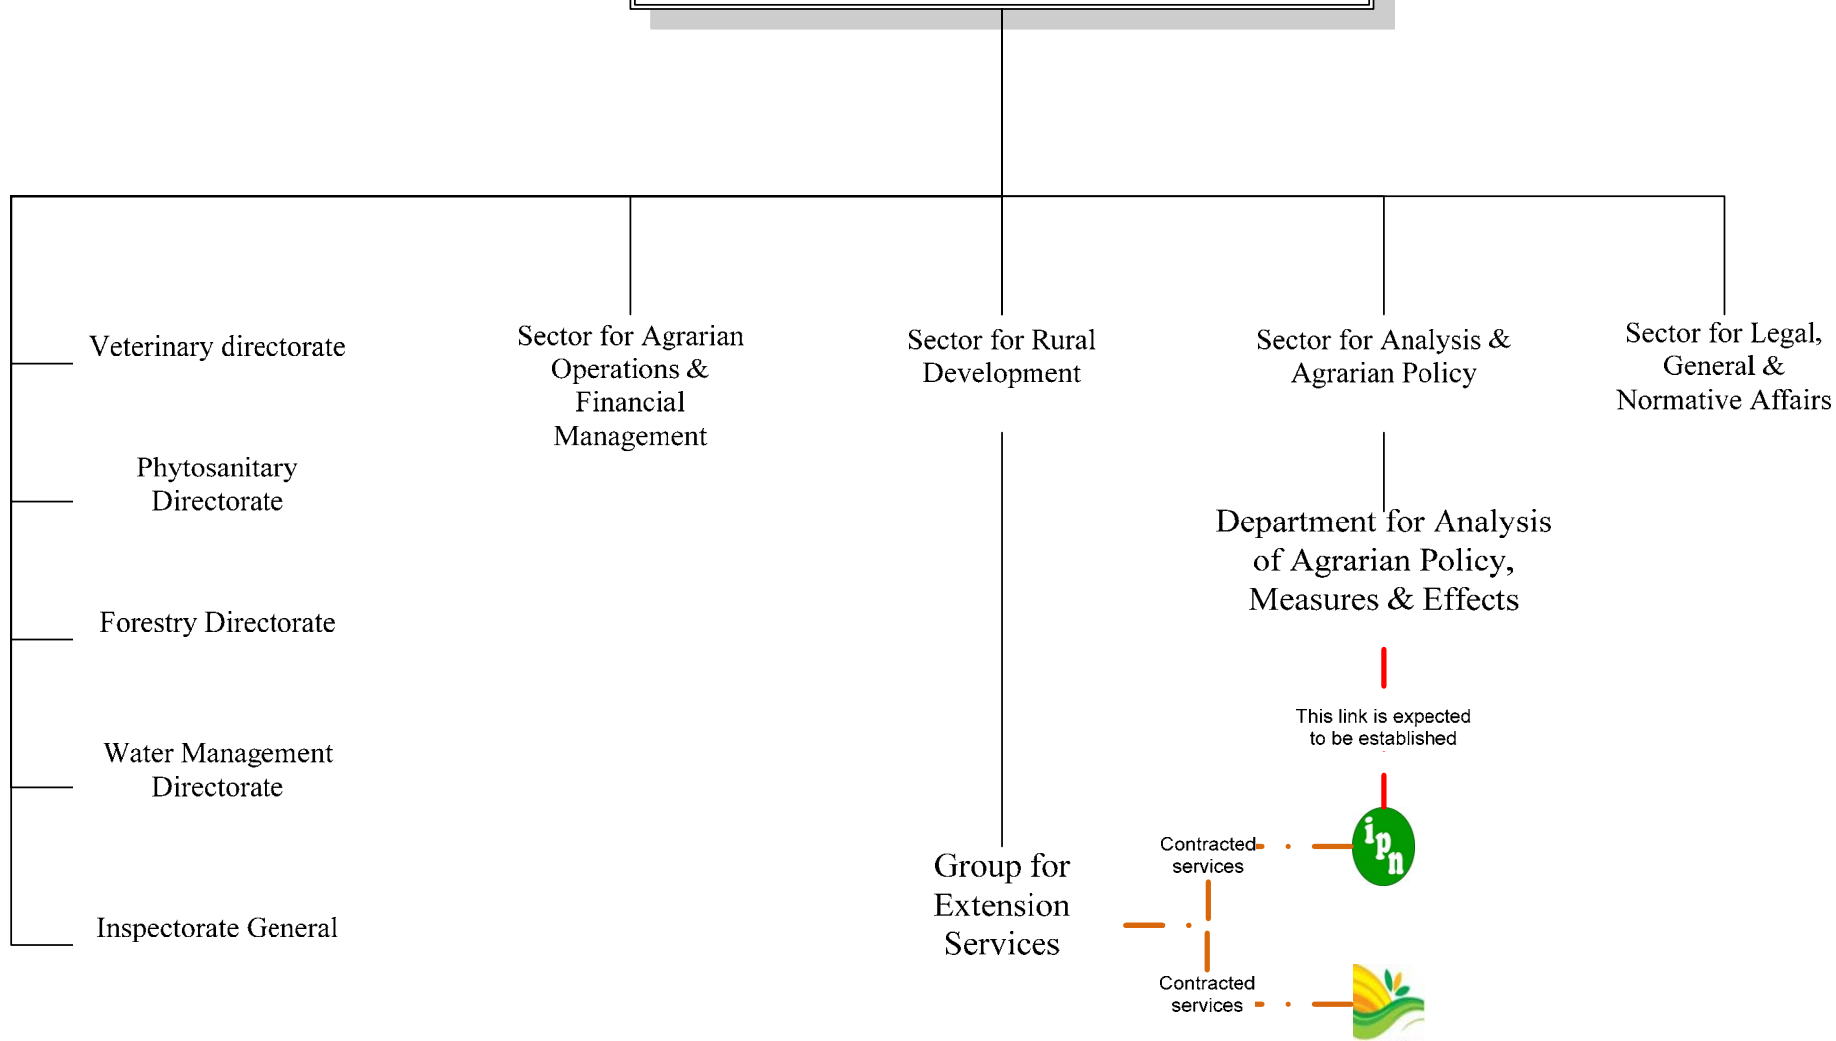 Veterinary directorate
Phytosanitary
Directorate
Forestry Directorate
Water Management
Directorate
Inspectorate General
Sector for Agrarian
Operations &
Financial
Management
Sector for Rural
Development
Group for
Extension
Services
Sector for Analysis &
Agrarian Policy
Department for Analysis
of Agrarian Policy,
Measures & Effects
This link is expected
to be established
Contracted
services
ipn
Contracted
services
Sector for Legal,
General &
Normative Affairs